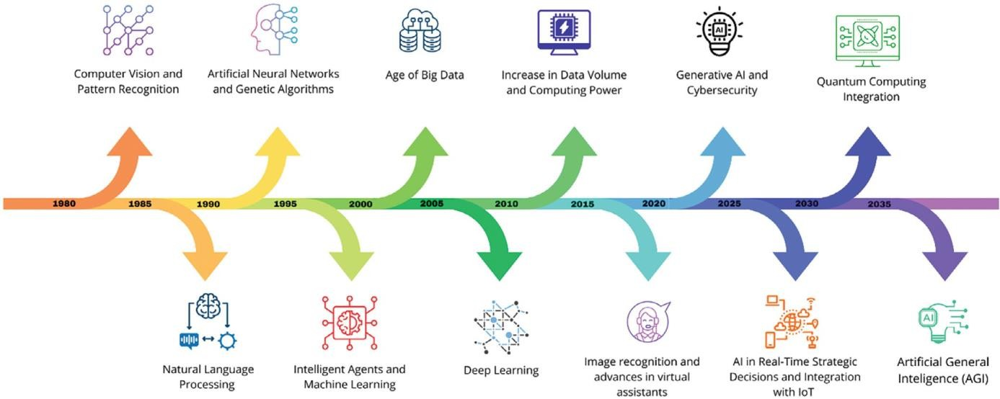 AI
Computer Vision and
Pattern Recognition
Artificial Neural Networks
and Genetic Algorithms
Age of Big Data
Increase in Data Volume
and Computing Power
Generative AI and
Cybersecurity
Quantum Computing
Integration
1980 1985 1990 1995 2000 2005 2010 2015 2020 2025 2030 2035
AI
Natural Language
Processing
Intelligent Agents and
Machine Learning
Deep Learning
Image recognition and
advances in virtual
assistants
AI in Real-Time Strategic
Decisions and Integration
with IoT
Artificial General
Inteligence (AGI)